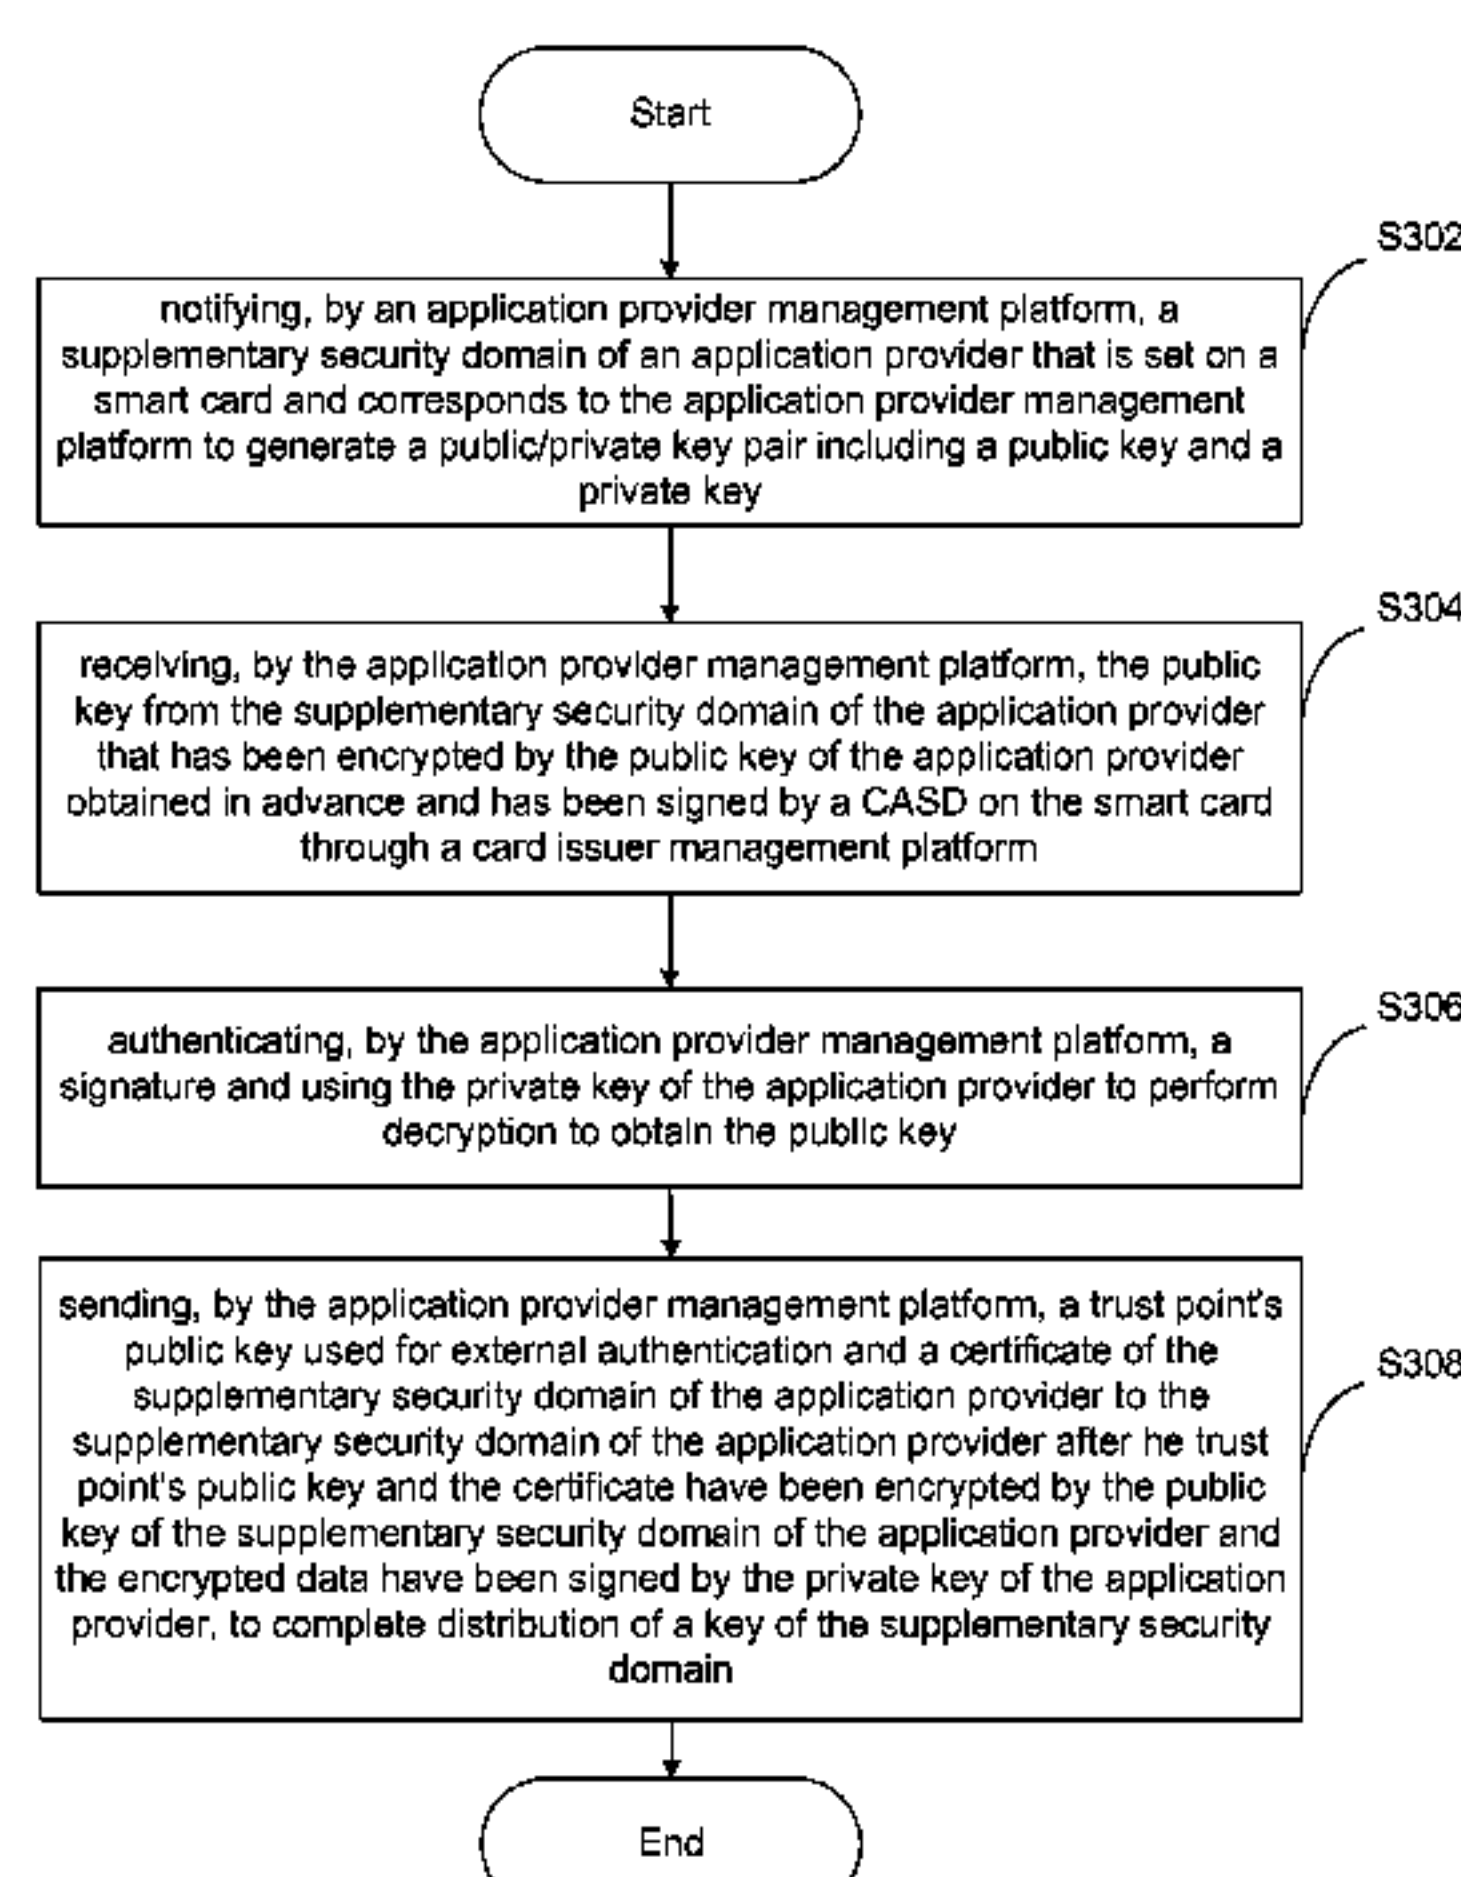 Start
S302
notifying, by an application provider management platform, a
supplementary security domain of an application provider that is set on a
smart card and corresponds to the application provider management
platform to generate a public/private key pair including a public key and a
private key
S304
receiving, by the application provider management platform, the public
key from the supplementary security domain of the application provider
that has been encrypted by the public key of the application provider
obtained in advance and has been signed by a CASD on the smart card
through a card issuer management platform
S306
authenticating, by the application provider management platform, a
signature and using the private key of the application provider to perform
decryption to obtain the public key
sending, by the application provider management platform, a trust point's
public key used for external authentication and a certificate of the
S308
supplementary security domain of the application provider to the
supplementary security domain of the application provider after he trust
point's public key and the certificate have been encrypted by the public
key of the supplementary security domain of the application provider and
the encrypted data have been signed by the private key of the application
provider, to complete distribution of a key of the supplementary security
domain
End